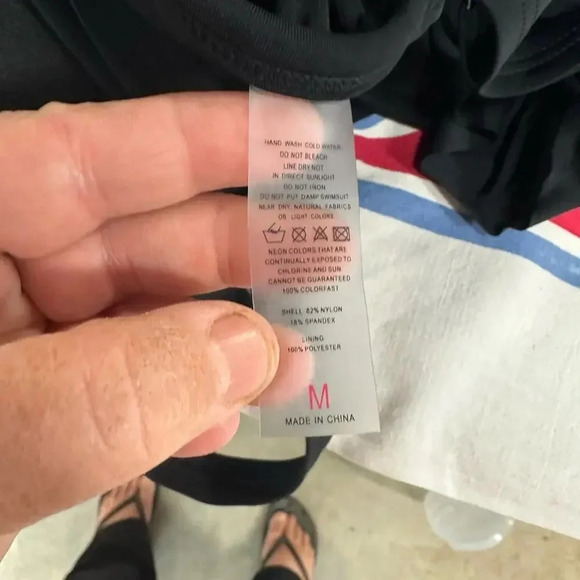 HAND WASH COLD WATER
DO NOT BLEACH
LINE DRY NOT
IN DIRECT SUNLIGHT
DO NOT IRON
DO NOT PUT DAMP SWIMSUIT
NEAR DRY, NATURAL FABRICS
OR LIGHT COLORS
NEON COLORS THAT ARE
CONTINUALLY EXPOSED TO
CHLORINE AND SUN
CANNOT BE GUARANTEED
100% COLORFAST
SHELL: 82% NYLON
18% SPANDEX
LINING
100% POLYESTER
M
MADE IN CHINA